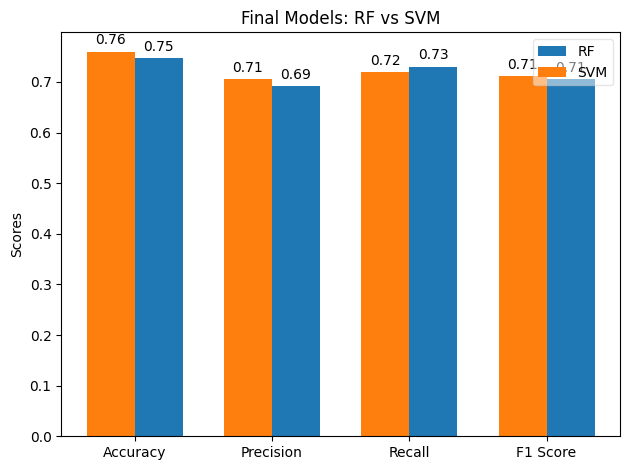 Final Models: RF vs SVM
RF
SVM
0.76
0.75
0.71
0.69
0.72
0.73
0.71
0.71
Scores
0.7
0.6
0.5
0.4
0.3
0.2
0.1
0.0
Accuracy
Precision
Recall
F1 Score